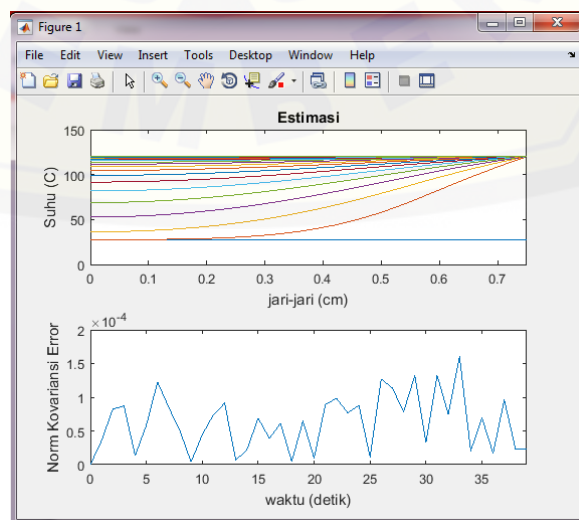 Figure 1
File Edit View Insert Tools Desktop Window Help
Estimasi
150
100
50
0
Suhu (C)
0 0.1 0.2 0.3 0.4 0.5 0.6 0.7
jari-jari (cm)
×10⁻⁴
2
1.5
1
0.5
0
Norm Kovariansi Error
0 5 10 15 20 25 30 35
waktu (detik)